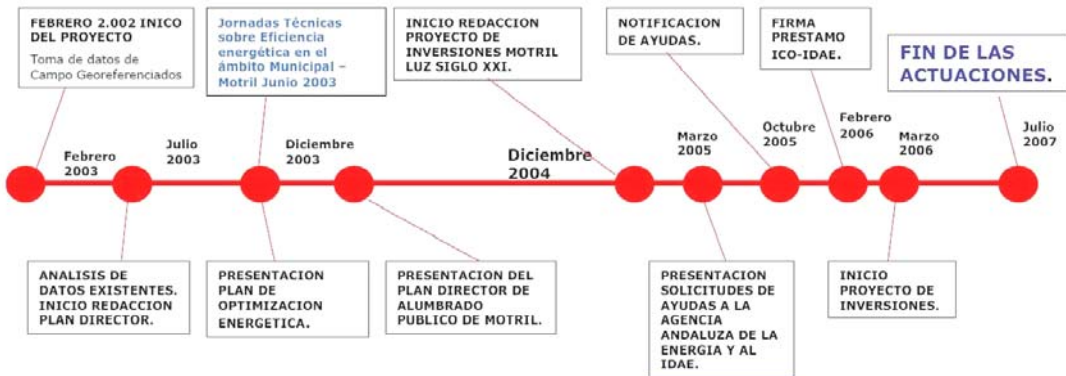 FEBRERO 2.002 INICO
DEL PROYECTO
Toma de datos de
Campo Georeferenciados
Jornadas Técnicas
sobre Eficiencia
energética en el
ámbito Municipal –
Motril Junio 2003
INICIO REDACCION
PROYECTO DE
INVERSIONES MOTRIL
LUZ SIGLO XXI.
NOTIFICACION
DE AYUDAS.
FIRMA
PRESTAMO
ICO-IDAE.
FIN DE LAS
ACTUACIONES.
Febrero
2003
Julio
2003
Diciembre
2003
Diciembre
2004
Marzo
2005
Octubre
2005
Febrero
2006
Marzo
2006
Julio
2007
ANALISIS DE
DATOS EXISTENTES.
INICIO REDACCION
PLAN DIRECTOR.
PRESENTACION
PLAN DE
OPTIMIZACION
ENERGETICA.
PRESENTACION DEL
PLAN DIRECTOR DE
ALUMBRADO
PUBLICO DE MOTRIL.
PRESENTACION
SOLICITUDES DE
AYUDAS A LA
AGENCIA
ANDALUZA DE LA
ENERGIA Y AL
IDAE.
INICIO
PROYECTO DE
INVERSIONES.